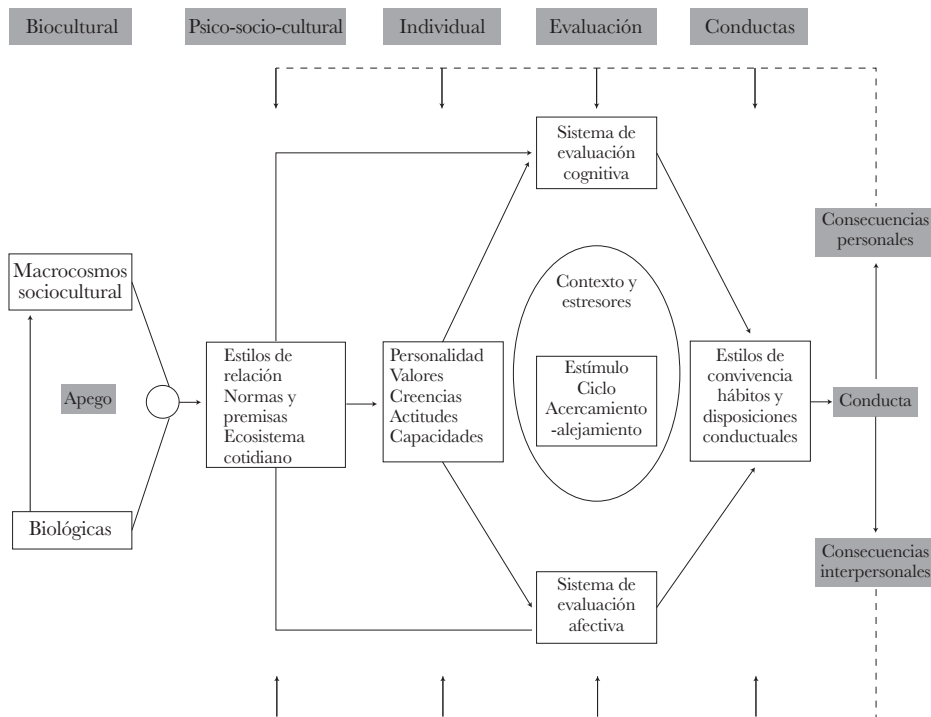 Biocultural
Psico-socio-cultural
Individual
Evaluación
Conductas
Sistema de
evaluación
cognitiva
Consecuencias
personales
Macrocosmos
sociocultural
Contexto y
estresores
Apego
Estilos de
relación
Normas y
premisas
Ecosistema
cotidiano
Personalidad
Valores
Creencias
Actitudes
Capacidades
Estímulo
Ciclo
Acercamiento
-alejamiento
Estilos de
convivencia
hábitos y
disposiciones
conductuales
Conducta
Biológicas
Consecuencias
interpersonales
Sistema de
evaluación
afectiva